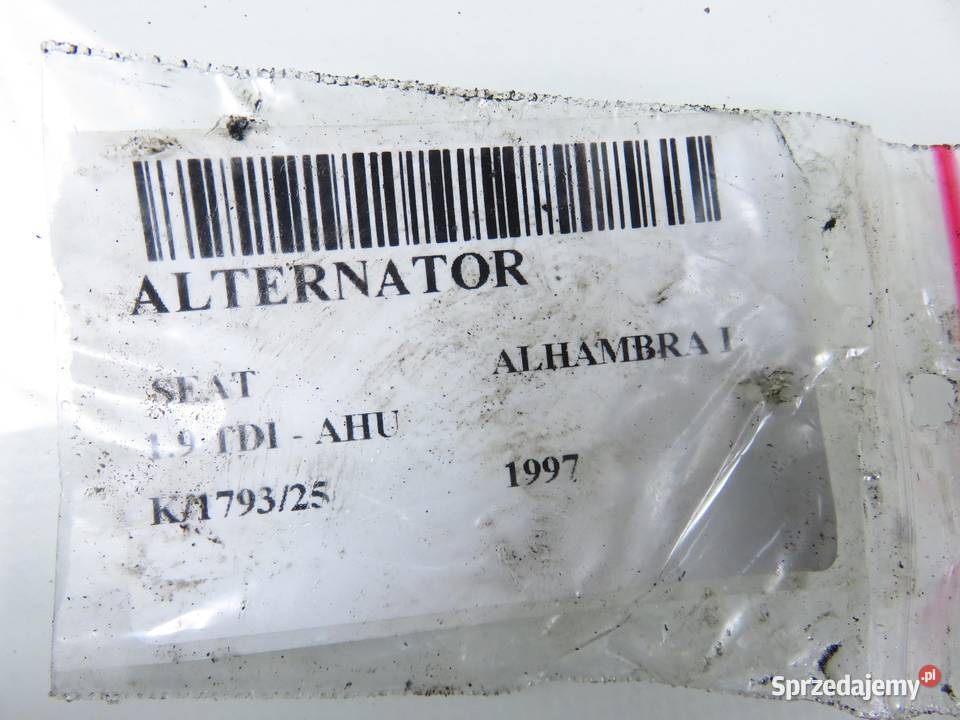 ALTERNATOR
SEAT ALHAMBRA I
1.9 TDI - AHU
K/1793/25 1997
Sprzedajemy.pl